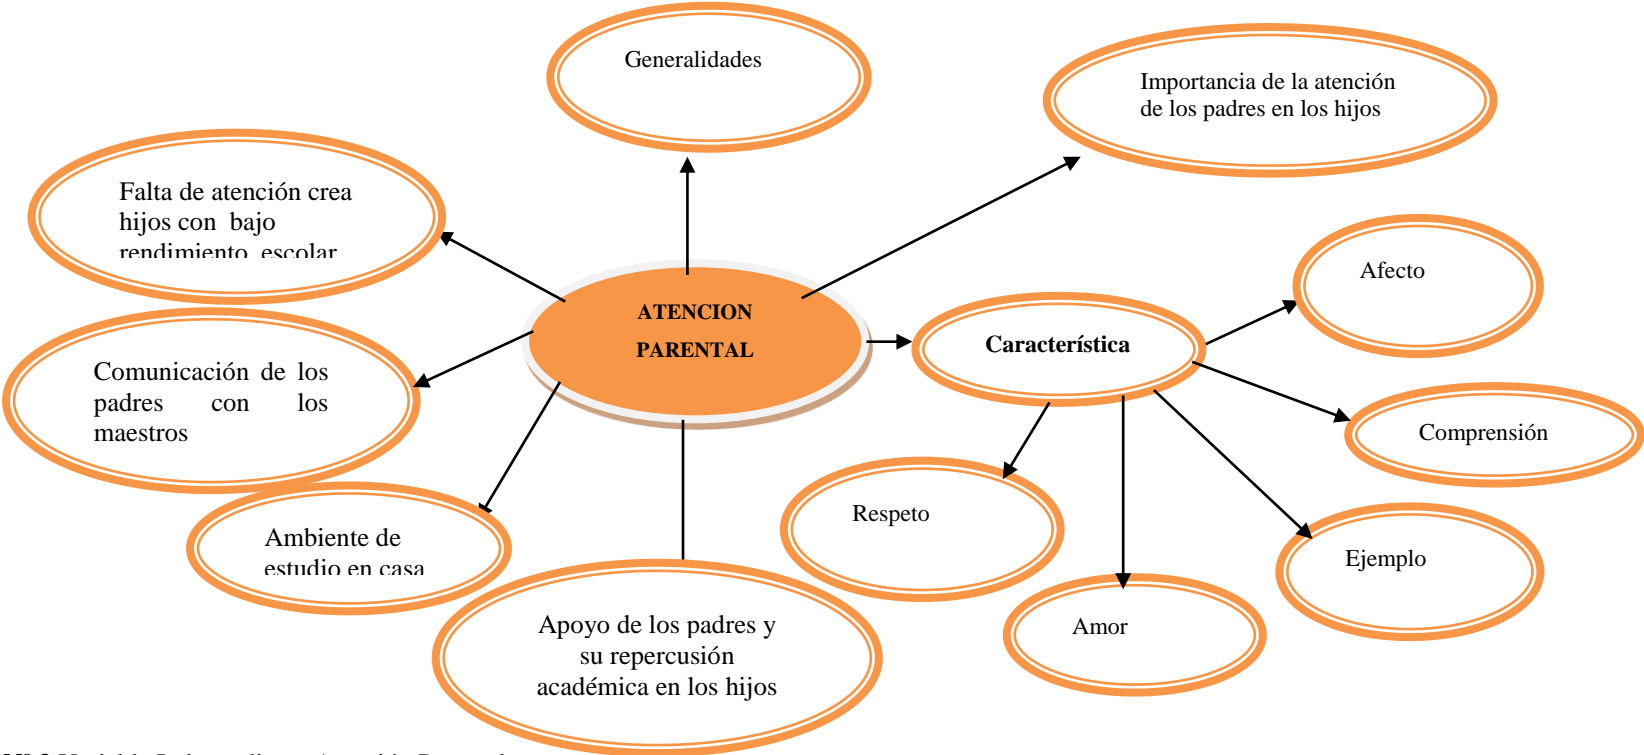 Generalidades
Importancia de la atención
de los padres en los hijos
Falta de atención crea
hijos con bajo
rendimiento escolar
Afecto
ATENCION
PARENTAL
Característica
Comunicación de los
padres con los
maestros
Comprensión
Respeto
Ambiente de
estudio en casa
Ejemplo
Apoyo de los padres y
su repercusión
académica en los hijos
Amor